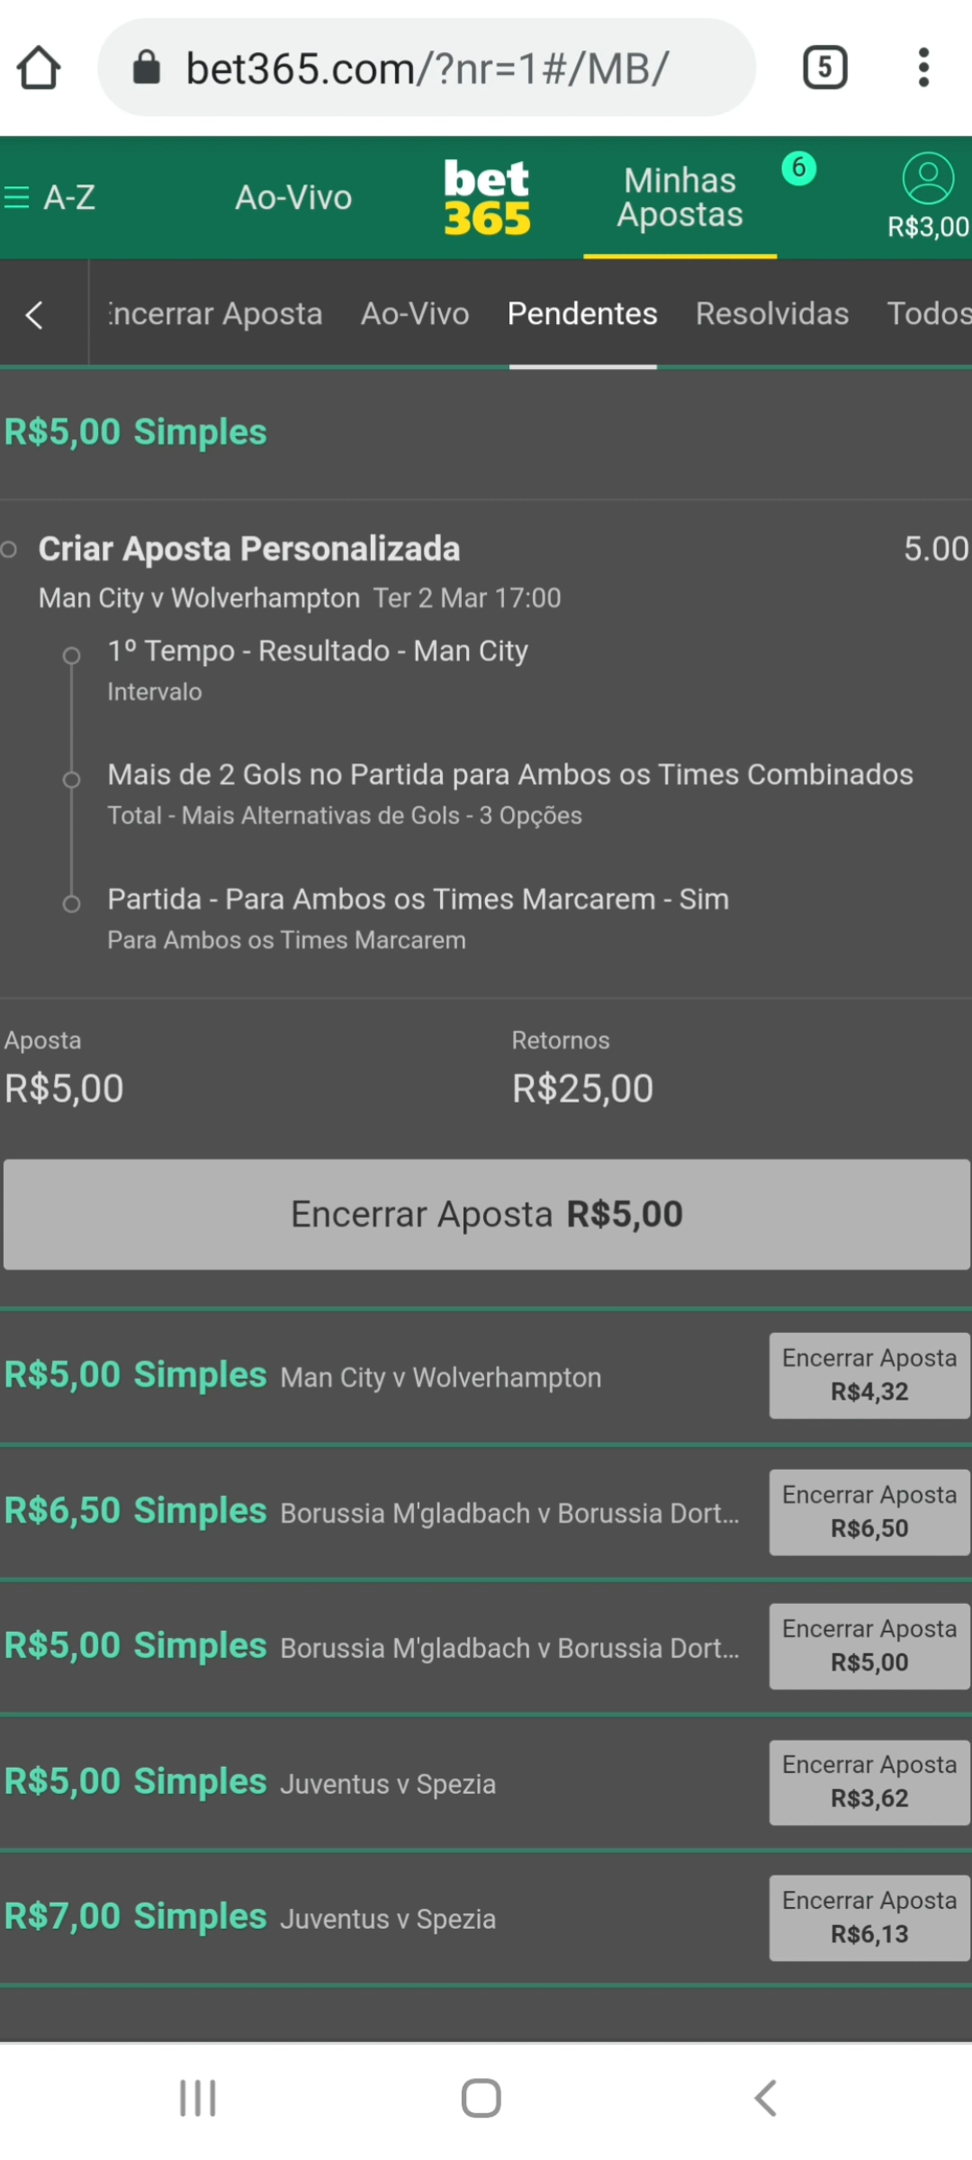 bet365.com/?nr=1#/MB/
5
A-Z
Ao-Vivo
bet
365
Minhas
Apostas
6
R$3,00
ncerrar Aposta
Ao-Vivo
Pendentes
Resolvidas
Todos
R$5,00 Simples
Criar Aposta Personalizada
5.00
Man City v Wolverhampton Ter 2 Mar 17:00
1º Tempo - Resultado - Man City
Intervalo
Mais de 2 Gols no Partida para Ambos os Times Combinados
Total - Mais Alternativas de Gols - 3 Opções
Partida - Para Ambos os Times Marcarem - Sim
Para Ambos os Times Marcarem
Aposta
Retornos
R$5,00
R$25,00
Encerrar Aposta R$5,00
R$5,00 Simples Man City v Wolverhampton
Encerrar Aposta
R$4,32
R$6,50 Simples Borussia M'gladbach v Borussia Dort...
Encerrar Aposta
R$6,50
R$5,00 Simples Borussia M'gladbach v Borussia Dort...
Encerrar Aposta
R$5,00
R$5,00 Simples Juventus v Spezia
Encerrar Aposta
R$3,62
R$7,00 Simples Juventus v Spezia
Encerrar Aposta
R$6,13